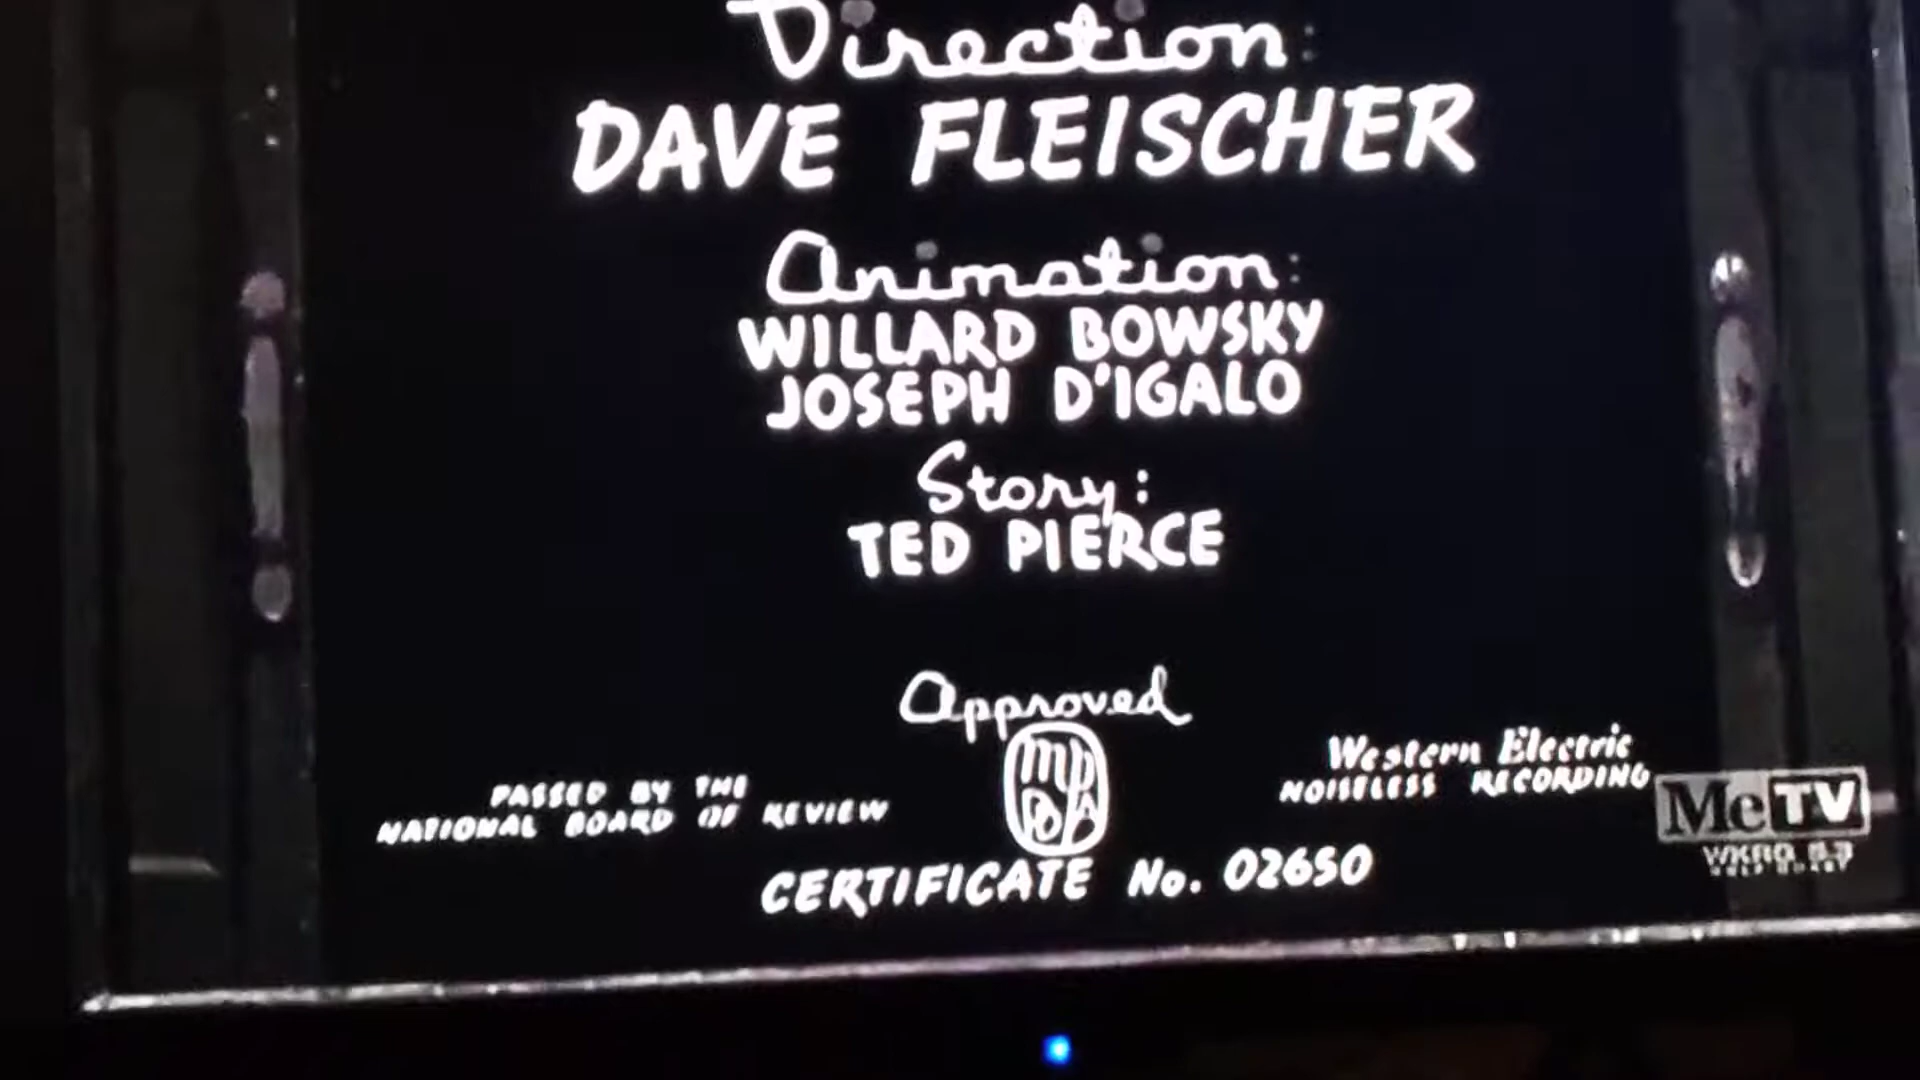 Direction:
DAVE FLEISCHER
Animation:
WILLARD BOWSKY
JOSEPH D'IGALO
Story:
TED PIERCE
Approved
PASSED BY THE
NATIONAL BOARD OF REVIEW
MPPDA
Western Electric
NOISELESS RECORDING
CERTIFICATE No. 02650
MeTV